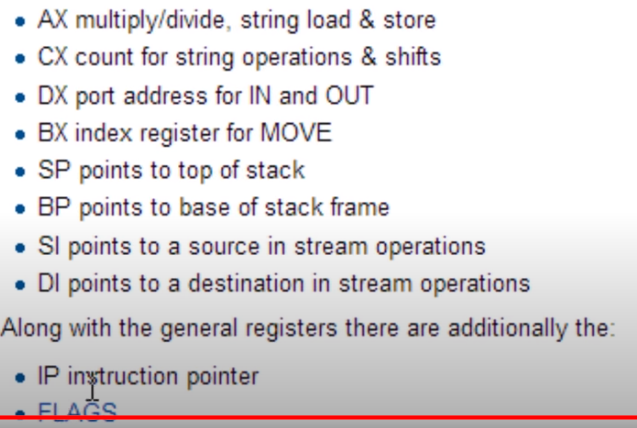 AX multiply/divide, string load & store
CX count for string operations & shifts
DX port address for IN and OUT
BX index register for MOVE
SP points to top of stack
BP points to base of stack frame
SI points to a source in stream operations
DI points to a destination in stream operations
Along with the general registers there are additionally the:
IP instruction pointer
FLAGS